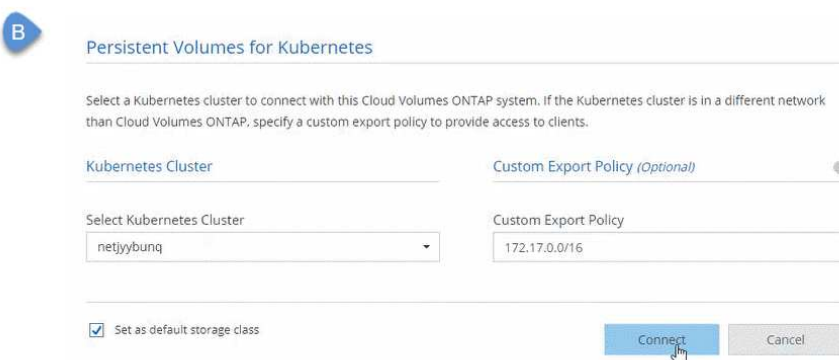 B
Persistent Volumes for Kubernetes
Select a Kubernetes cluster to connect with this Cloud Volumes ONTAP system. If the Kubernetes cluster is in a different network
than Cloud Volumes ONTAP, specify a custom export policy to provide access to clients.
Kubernetes Cluster
Custom Export Policy (Optional)
Select Kubernetes Cluster
Custom Export Policy
netjyybunq
172.17.0.0/16
Set as default storage class
Connect
Cancel